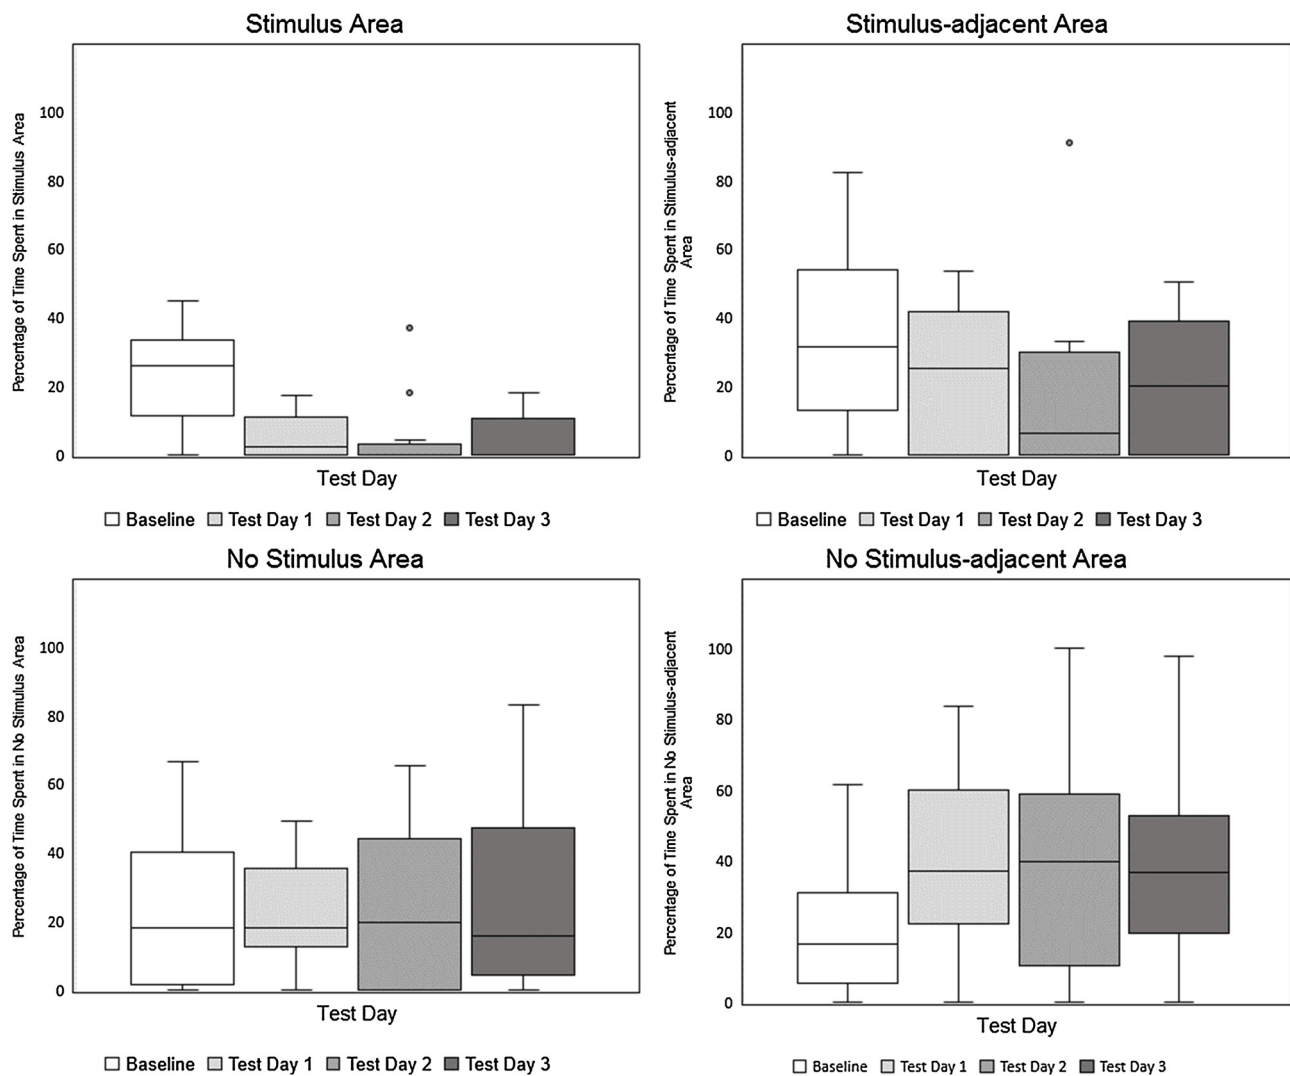 Stimulus Area
Percentage of Time Spent in Stimulus Area
100
80
60
40
20
0
Test Day
Baseline Test Day 1 Test Day 2 Test Day 3
Stimulus-adjacent Area
Percentage of Time Spent in Stimulus-adjacent
Area
100
80
60
40
20
0
Test Day
Baseline Test Day 1 Test Day 2 Test Day 3
No Stimulus Area
Percentage of Time Spent in No Stimulus Area
100
80
60
40
20
0
Test Day
Baseline Test Day 1 Test Day 2 Test Day 3
No Stimulus-adjacent Area
Percentage of Time Spent in No Stimulus-adjacent
Area
100
80
60
40
20
0
Test Day
Baseline Test Day 1 Test Day 2 Test Day 3